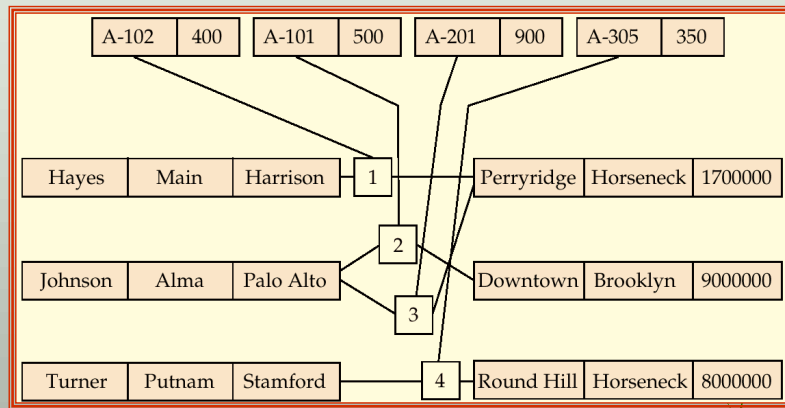 A-102 400 A-101 500 A-201 900 A-305 350
Hayes Main Harrison 1 Perryridge Horseneck 1700000
2
Johnson Alma Palo Alto Downtown Brooklyn 9000000
3
Turner Putnam Stamford 4 Round Hill Horseneck 8000000